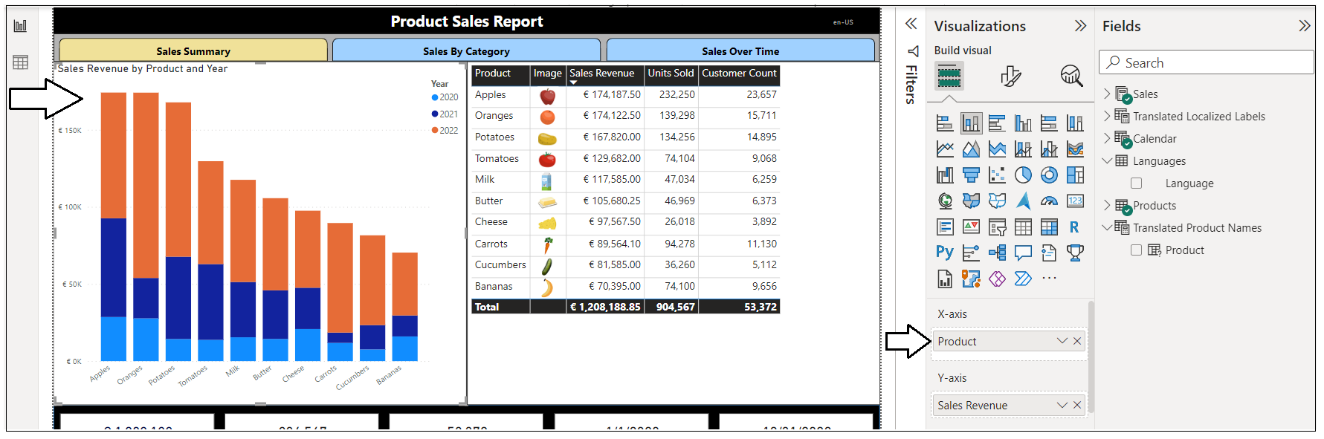 Product Sales Report
en-US
Sales Summary
Sales By Category
Sales Over Time
Sales Revenue by Product and Year
Year
2020
2021
2022
€ 150K
€ 100K
€ 50K
€ 0K
Apples
Oranges
Potatoes
Tomatoes
Milk
Butter
Cheese
Carrots
Cucumbers
Bananas
Product Image Sales Revenue Units Sold Customer Count
Apples € 174,187.50 232,250 23,657
Oranges € 174,122.50 139,298 15,711
Potatoes € 167,820.00 134,256 14,895
Tomatoes € 129,682.00 74,104 9,068
Milk € 117,585.00 47,034 6,259
Butter € 105,680.25 46,969 6,373
Cheese € 97,567.50 26,018 3,892
Carrots € 89,564.10 94,278 11,130
Cucumbers € 81,585.00 36,260 5,112
Bananas € 70.395.00 74,100 9,656
Total € 1,208,188.85 904,567 53,372
Filters
Visualizations
Build visual
123
R
Py
X-axis
Product
Y-axis
Sales Revenue
Fields
Search
Sales
Translated Localized Labels
Calendar
Languages
Language
Products
Translated Product Names
Product